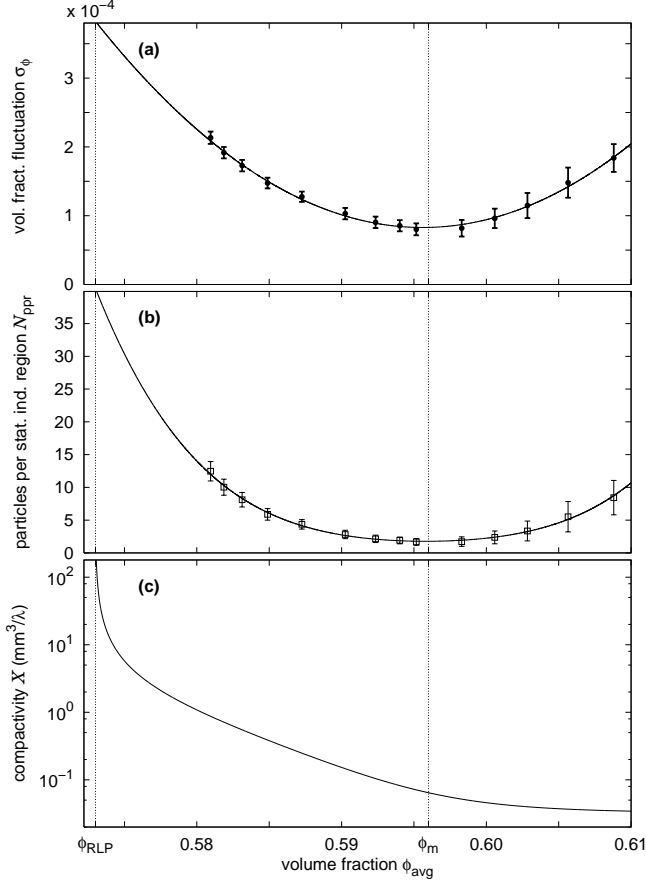 × 10⁻⁴
(a)
vol. fract. fluctuation σϕ
3
2
1
0
(b)
particles per stat. ind. region Nppr
35
30
25
20
15
10
5
0
(c)
compactivity X (mm³/λ)
10²
10¹
10⁰
10⁻¹
ϕRLP 0.58 0.59 ϕm 0.60 0.61
volume fraction ϕavg